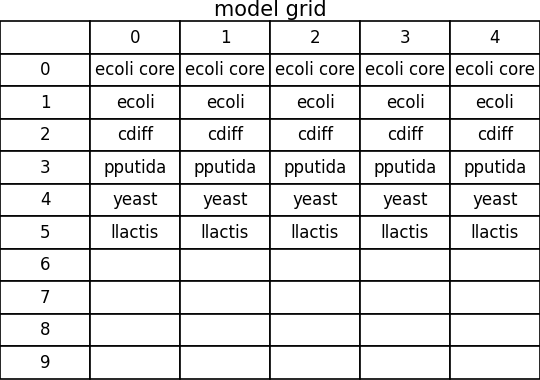 model grid
0 1 2 3 4
0 ecoli core ecoli core ecoli core ecoli core ecoli core
1 ecoli ecoli ecoli ecoli ecoli
2 cdiff cdiff cdiff cdiff cdiff
3 pputida pputida pputida pputida pputida
4 yeast yeast yeast yeast yeast
5 llactis llactis llactis llactis llactis
6
7
8
9